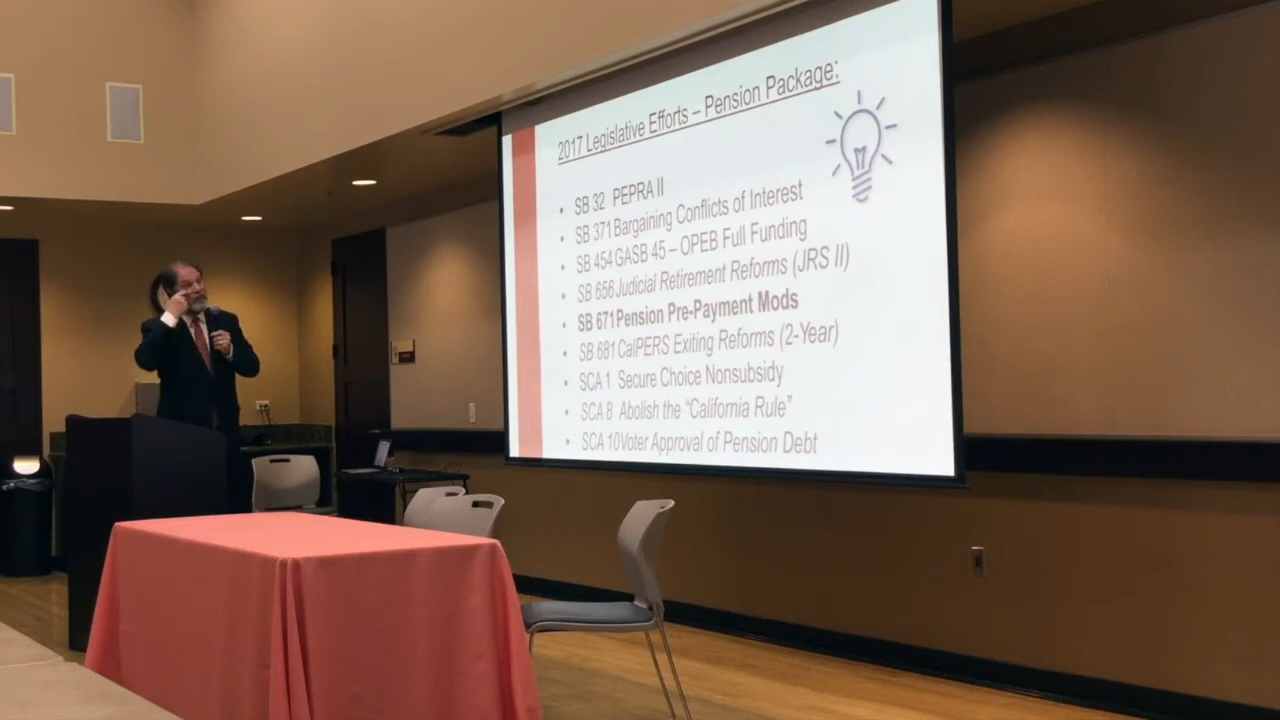 2017 Legislative Efforts – Pension Package:
• SB 32 PEPRA II
• SB 371 Bargaining Conflicts of Interest
• SB 454 GASB 45 – OPEB Full Funding
• SB 656 Judicial Retirement Reforms (JRS II)
• SB 671 Pension Pre-Payment Mods
• SB 681 CalPERS Exiting Reforms (2-Year)
• SCA 1 Secure Choice Nonsubsidy
• SCA 8 Abolish the "California Rule"
• SCA 10 Voter Approval of Pension Debt